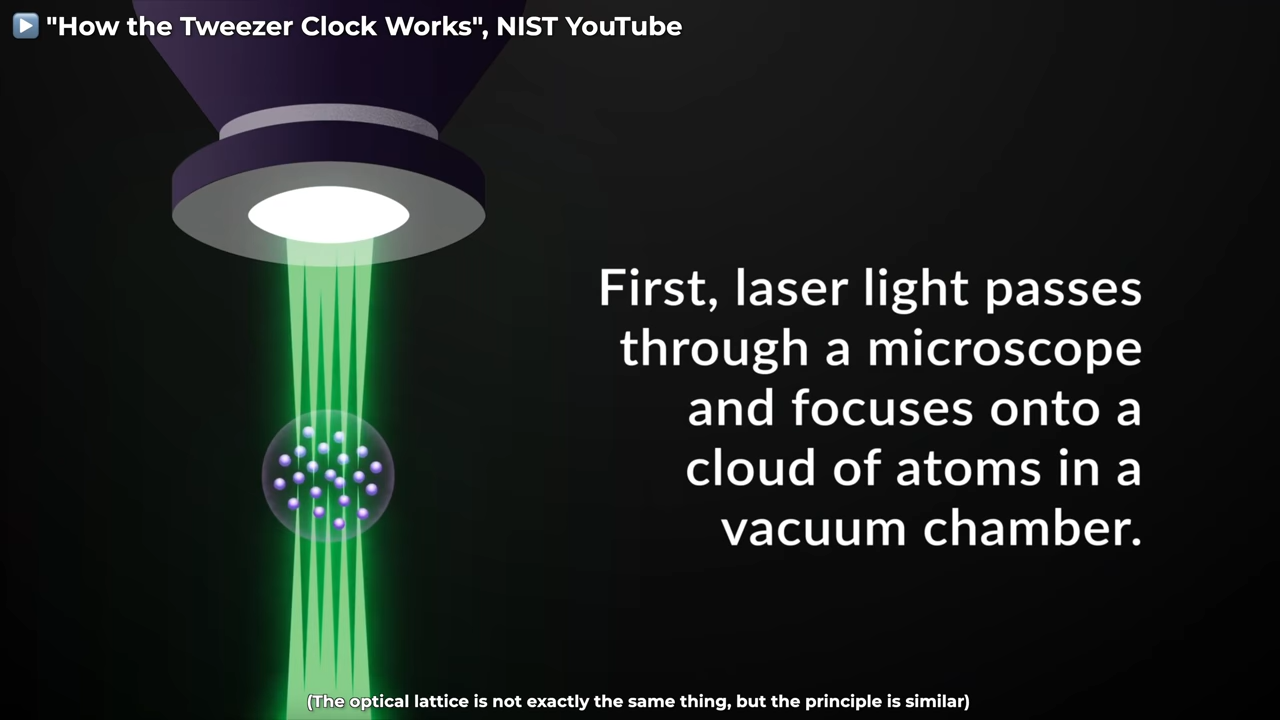 ▶️ "How the Tweezer Clock Works", NIST YouTube
First, laser light passes
through a microscope
and focuses onto a
cloud of atoms in a
vacuum chamber.
(The optical lattice is not exactly the same thing, but the principle is similar)